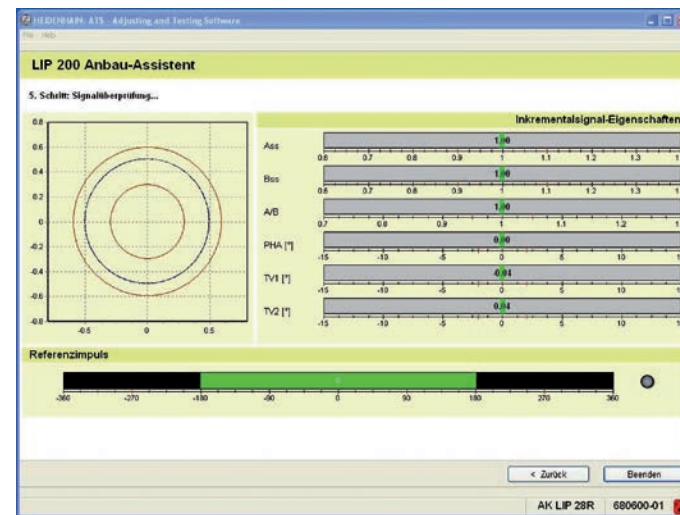 HEIDENHAIN: ATS - Adjusting and Testing Software
File Help
LIP 200 Anbau-Assistent
5. Schritt: Signalüberprüfung...
Inkrementalsignal-Eigenschaften
0.8
0.6
0.4
0.2
0
-0.2
-0.4
-0.6
-0.8
-0.5 0 0.5
Ass 1.00
0.6 0.7 0.8 0.9 1 1.1 1.2 1.3
Bss 1.00
0.6 0.7 0.8 0.9 1 1.1 1.2 1.3
A/B 1.00
0.7 0.8 0.9 1 1.1 1.2
PHA [°] 0.00
-15 -10 -5 0 5 10
TV1 [°] -0.04
-15 -10 -5 0 5 10
TV2 [°] 0.04
-15 -10 -5 0 5 10
Referenzimpuls
-360 -270 -180 -90 0 90 180 270 360
< Zurück Beenden
AK LIP 28R 680600-01